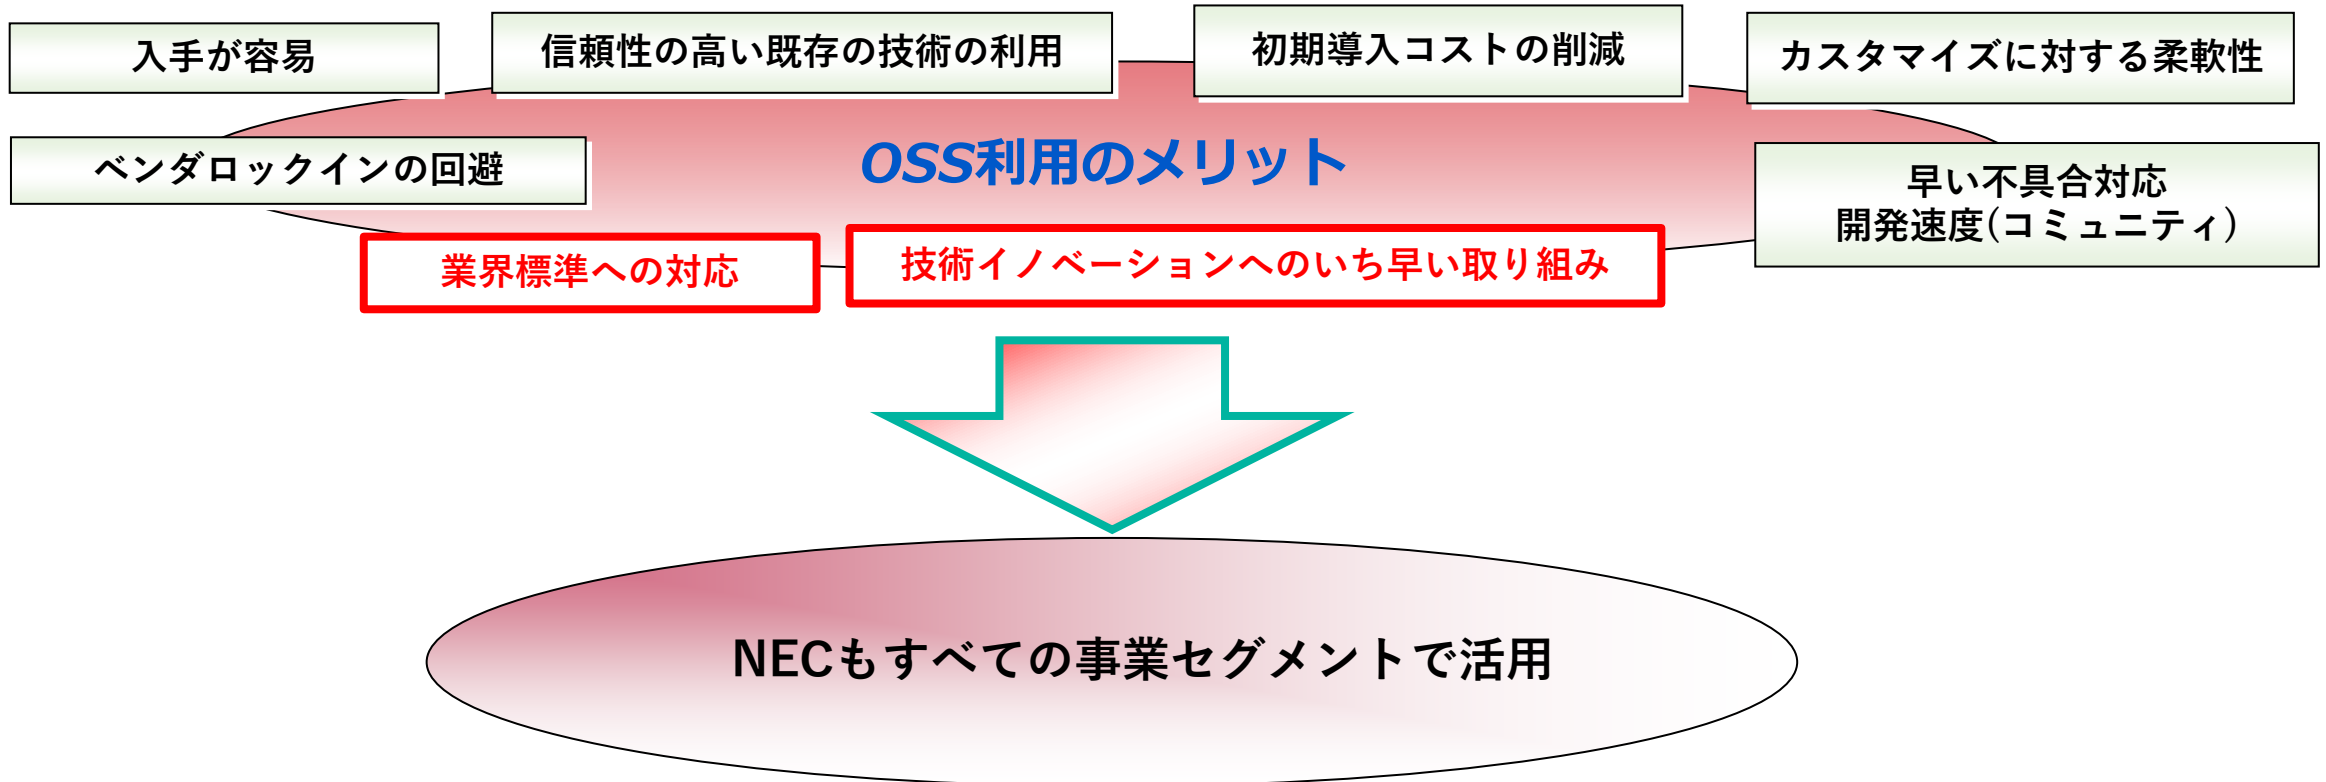 入手が容易
信頼性の高い既存の技術の利用
初期導入コストの削減
カスタマイズに対する柔軟性
ベンダロックインの回避
OSS利用のメリット
早い不具合対応
開発速度(コミュニティ)
業界標準への対応
技術イノベーションへのいち早い取り組み
NECもすべての事業セグメントで活用